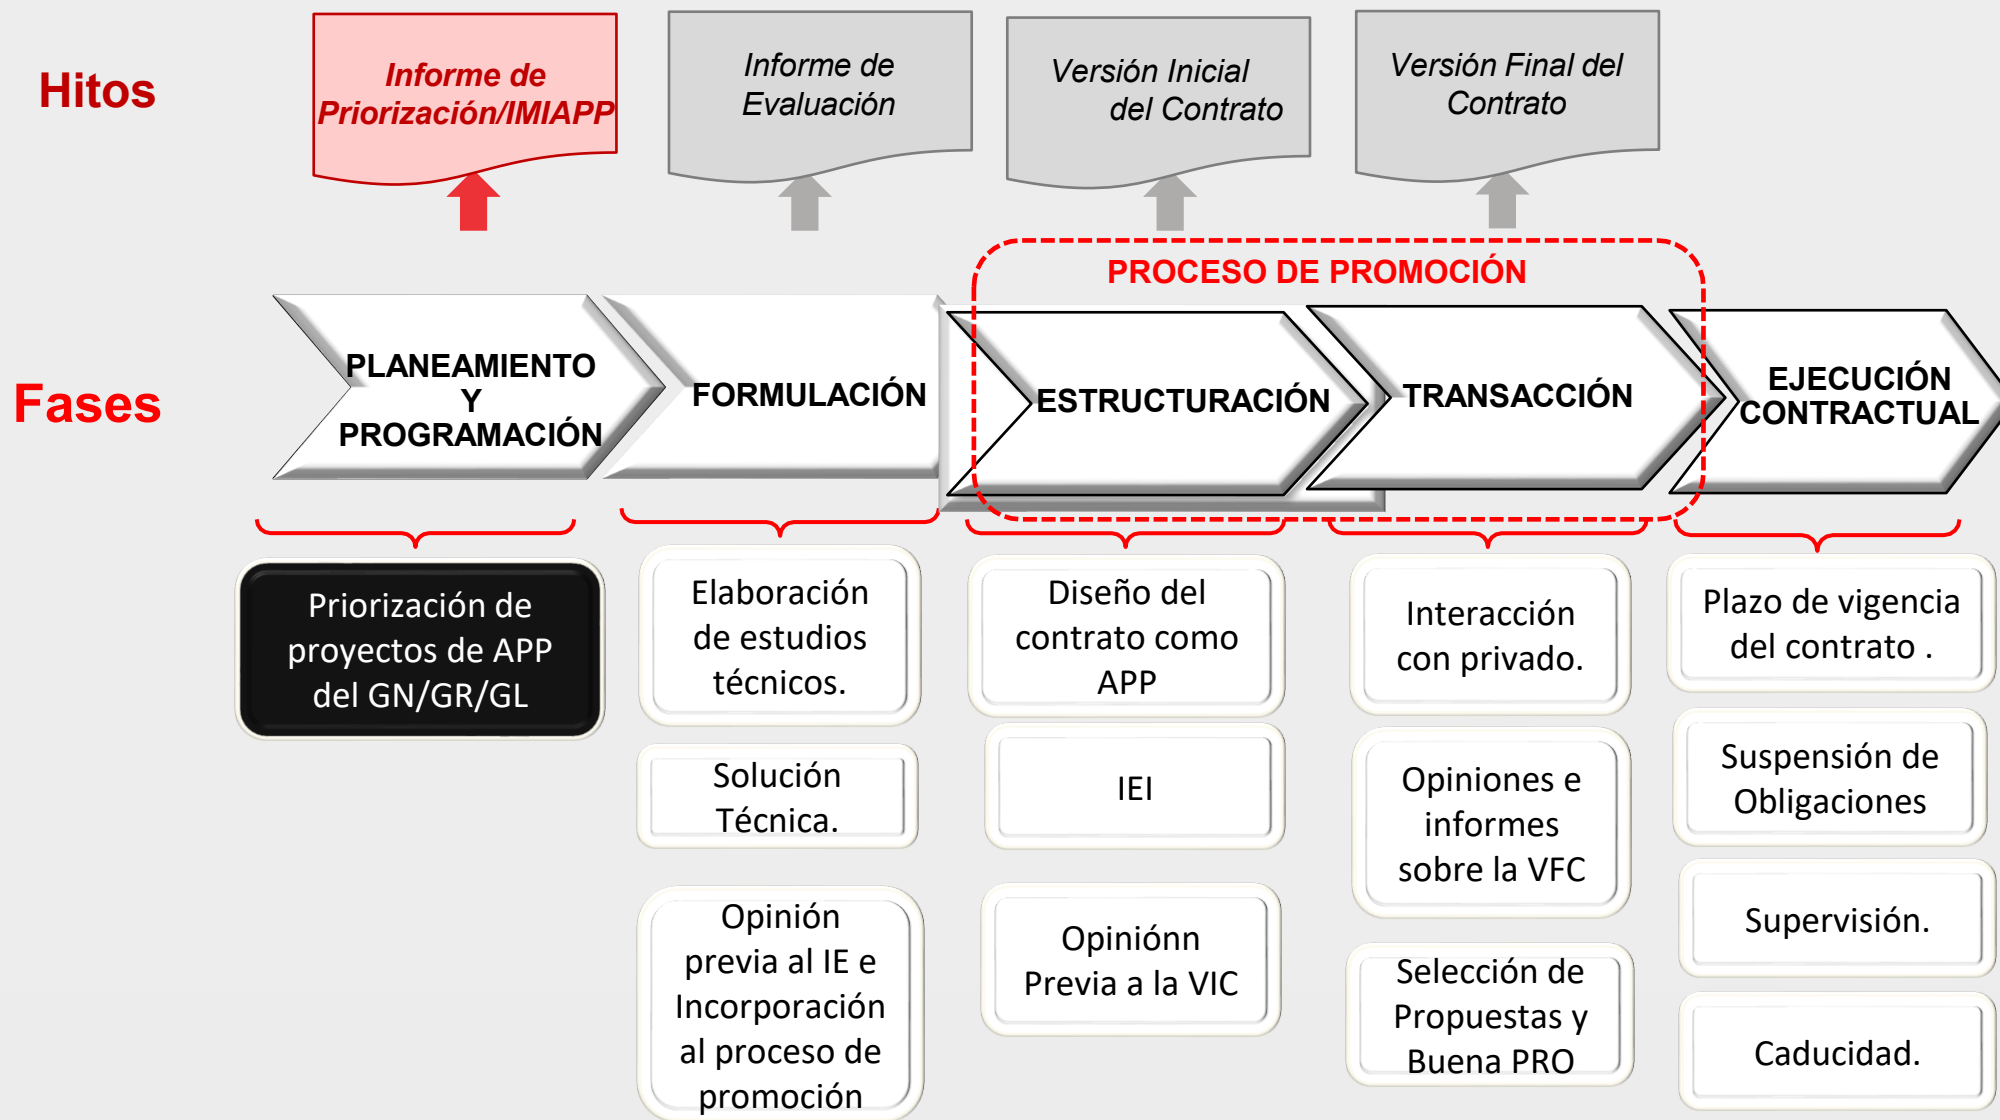 Hitos
Informe de
Priorización/IMIAPP
Informe de
Evaluación
Versión Inicial
del Contrato
Versión Final del
Contrato
PROCESO DE PROMOCIÓN
Fases
PLANEAMIENTO
Y
PROGRAMACIÓN
FORMULACIÓN
ESTRUCTURACIÓN
TRANSACCIÓN
EJECUCIÓN
CONTRACTUAL
Priorización de
proyectos de APP
del GN/GR/GL
Elaboración
de estudios
técnicos.
Solución
Técnica.
Opinión
previa al IE e
Incorporación
al proceso de
promoción
Diseño del
contrato como
APP
IEI
Opiniónn
Previa a la VIC
Interacción
con privado.
Opiniones e
informes
sobre la VFC
Selección de
Propuestas y
Buena PRO
Plazo de vigencia
del contrato .
Suspensión de
Obligaciones
Supervisión.
Caducidad.